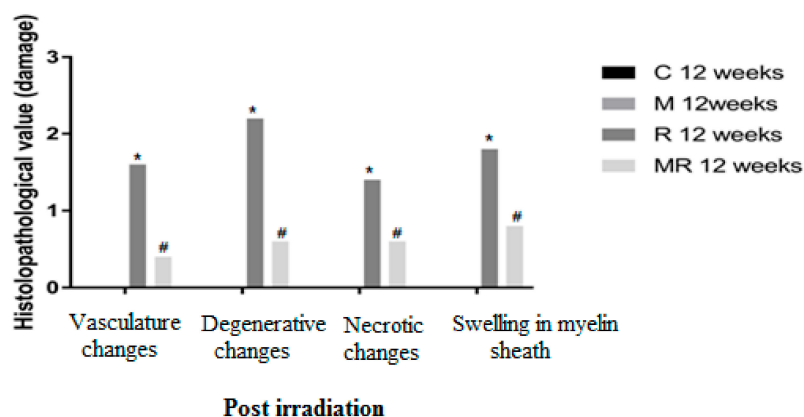 Histolopathological value (damage)
3
2
1
0
*
#
*
#
*
#
*
#
Vasculature
changes
Degenerative
changes
Necrotic
changes
Swelling in myelin
sheath
Post irradiation
C 12 weeks
M 12weeks
R 12 weeks
MR 12 weeks